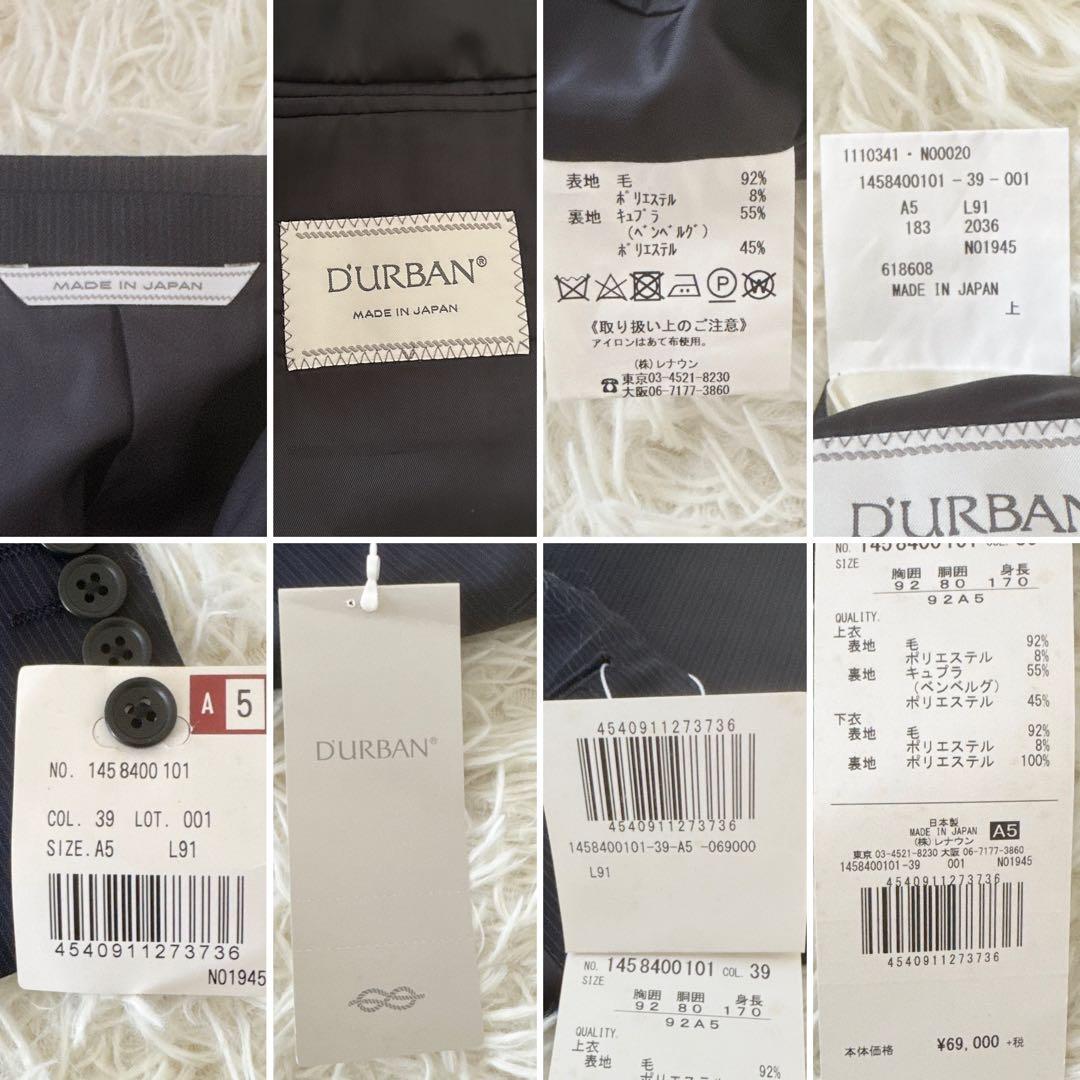 MADE IN JAPAN
D'URBAN®
MADE IN JAPAN
表地 毛 92%
ポリエステル 8%
裏地 キュプラ 55%
(ベンベルグ)
ポリエステル 45%
《取り扱い上のご注意》
アイロンはあて布使用。
(株)レナウン
☎東京03-4521-8230
大阪06-7177-3860
1110341・N00020
1458400101-39-001
A5 L91
183 2036
N01945
618608
MADE IN JAPAN
上
D'URBAN
A 5
NO. 1458400101
COL. 39 LOT. 001
SIZE. A5 L91
4540911273736
N01945
D'URBAN®
4540911273736
4540911273736
1458400101-39-A5 -069000
L91
NO. 1458400101 COL. 39
SIZE
胸囲 胴囲 身長
92 80 170
92A5
QUALITY.
上衣
表地 毛 92%
NO. 1458400101 COL. 39
SIZE
胸囲 胴囲 身長
92 80 170
92A5
QUALITY.
上衣
表地 毛 92%
ポリエステル 8%
裏地 キュプラ 55%
(ベンベルグ)
ポリエステル 45%
下衣
表地 毛 92%
ポリエステル 8%
裏地 ポリエステル 100%
日本製
MADE IN JAPAN A5
(株)レナウン
東京 03-4521-8230 大阪 06-7177-3860
1458400101-39 001 N01945
4540911273736
4540911273736
本体価格 ¥69,000 +税